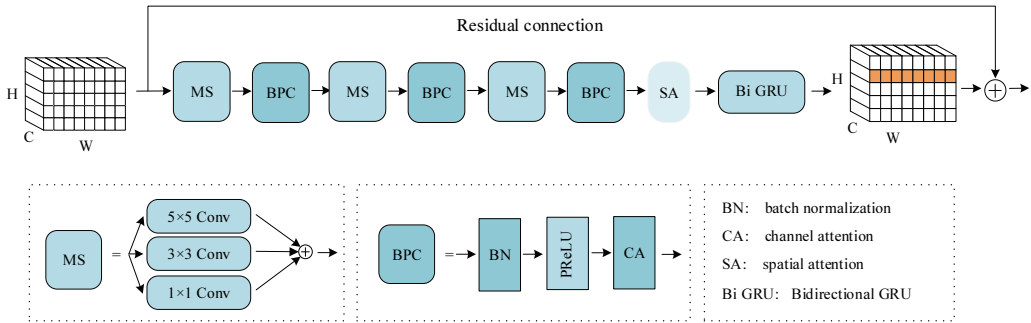 Residual connection
H
C
W
MS
BPC
MS
BPC
MS
BPC
SA
Bi GRU
H
C
W
MS
=
5×5 Conv
3×3 Conv
1×1 Conv
BPC
=
BN
PReLU
CA
BN: batch normalization
CA: channel attention
SA: spatial attention
Bi GRU: Bidirectional GRU